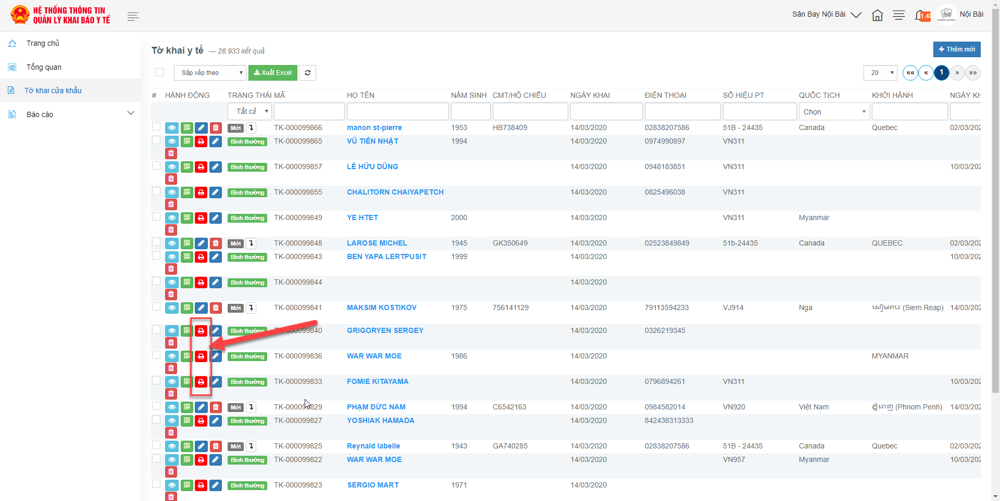 HỆ THỐNG THÔNG TIN
QUẢN LÝ KHAI BÁO Y TẾ
Sân Bay Nội Bài
1.48
KHÔNG CÓ ẢNH
Nội Bài
Trang chủ
Tổng quan
Tờ khai cửa khẩu
Báo cáo
Tờ khai y tế — 28.933 kết quả
Thêm mới
Sắp xếp theo Xuất Excel 20 «« « 1 » »»
# HÀNH ĐỘNG TRẠNG THÁI MÃ HỌ TÊN NĂM SINH CMT/HỘ CHIẾU NGÀY KHAI ĐIỆN THOẠI SỐ HIỆU PT QUỐC TỊCH KHỞI HÀNH NGÀY KH
Tất cả Chọn
Mới TK-000099866 manon st-pierre 1953 HB738409 14/03/2020 02838207586 51B - 24435 Canada Quebec 02/03/202
Bình thường TK-000099865 VŨ TIẾN NHẬT 1994 14/03/2020 0974990897 VN311
Bình thường TK-000099857 LÊ HỮU DŨNG 14/03/2020 0948183851 VN311 10/03/202
Bình thường TK-000099855 CHALITORN CHAIYAPETCH 14/03/2020 0825496038 VN311
Bình thường TK-000099849 YE HTET 2000 14/03/2020 VN311 Myanmar
Mới TK-000099848 LAROSE MICHEL 1945 GK350649 14/03/2020 02523849849 51b-24435 Canada QUEBEC 02/03/202
Bình thường TK-000099843 BEN YAPA LERTPUSIT 1999 14/03/2020 10/03/202
Bình thường TK-000099844 14/03/2020
Mới TK-000099841 MAKSIM KOSTIKOV 1975 756141129 14/03/2020 79113594233 VJ914 Nga សៀមរាប (Siem Reap) 14/03/202
Bình thường TK-000099840 GRIGORYEN SERGEY 14/03/2020 0326219345
Bình thường TK-000099836 WAR WAR MOE 1986 14/03/2020 MYANMAR
Bình thường TK-000099833 FOMIE KITAYAMA 14/03/2020 0796894261 VN311 10/03/202
Mới TK-000099829 PHẠM ĐỨC NAM 1994 C6542163 14/03/2020 0984582014 VN920 Việt Nam ភ្នំពេញ (Phnom Penh) 14/03/202
Bình thường TK-000099827 YOSHIAK HAMADA 14/03/2020 842438313333
Mới TK-000099825 Reynald labelle 1943 GA740285 14/03/2020 02838207586 51B - 24435 Canada Quebec 02/03/202
Bình thường TK-000099822 WAR WAR MOE 14/03/2020 VN957 Myanmar 10/03/202
Bình thường TK-000099823 SERGIO MART 1971 14/03/2020